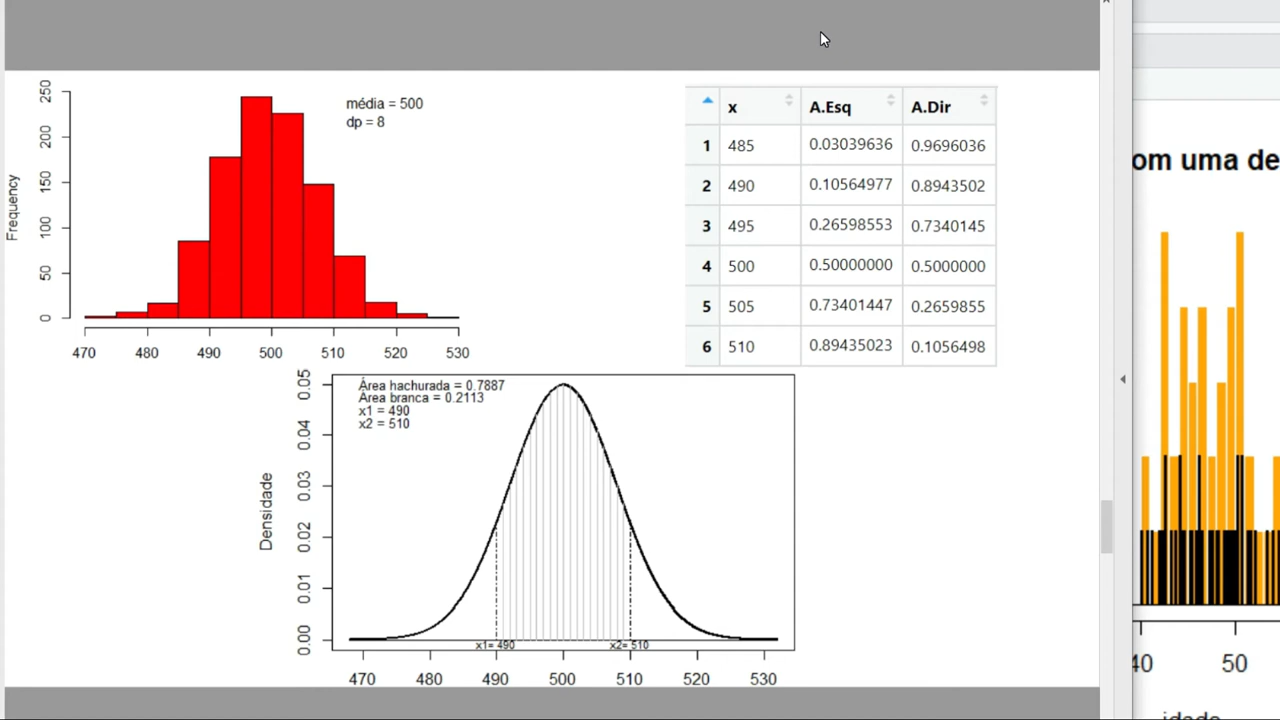 250
200
150
100
50
0
Frequency
média = 500
dp = 8
470 480 490 500 510 520 530
x A.Esq A.Dir
1 485 0.03039636 0.9696036
2 490 0.10564977 0.8943502
3 495 0.26598553 0.7340145
4 500 0.50000000 0.5000000
5 505 0.73401447 0.2659855
6 510 0.89435023 0.1056498
Área hachurada = 0.7887
Área branca = 0.2113
x1 = 490
x2 = 510
0.05
0.04
0.03
0.02
0.01
0.00
Densidade
x1= 490 x2= 510
470 480 490 500 510 520 530
om uma de
40 50